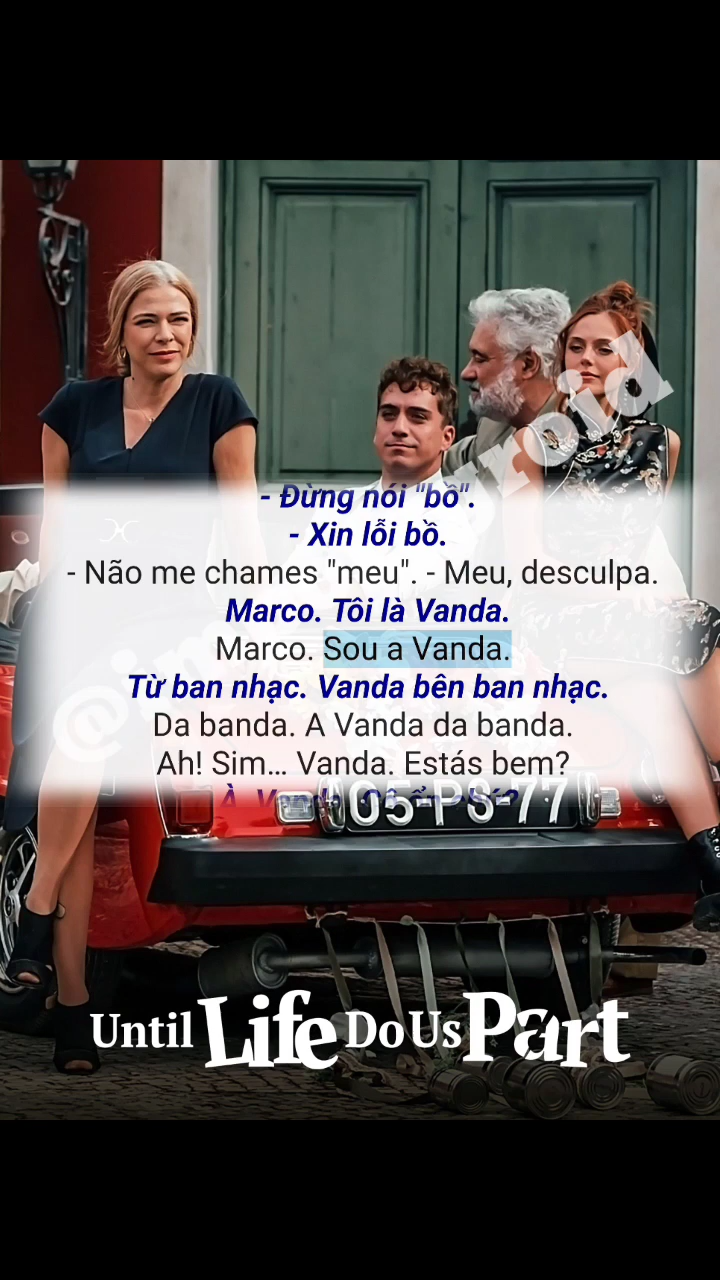 - Đừng nói "bồ".
- Xin lỗi bồ.
- Não me chames "meu". - Meu, desculpa.
Marco. Tôi là Vanda.
Marco. Sou a Vanda.
Từ ban nhạc. Vanda bên ban nhạc.
Da banda. A Vanda da banda.
Ah! Sim… Vanda. Estás bem?
À, Vanda.
05-PS-77
Until Life Do Us Part